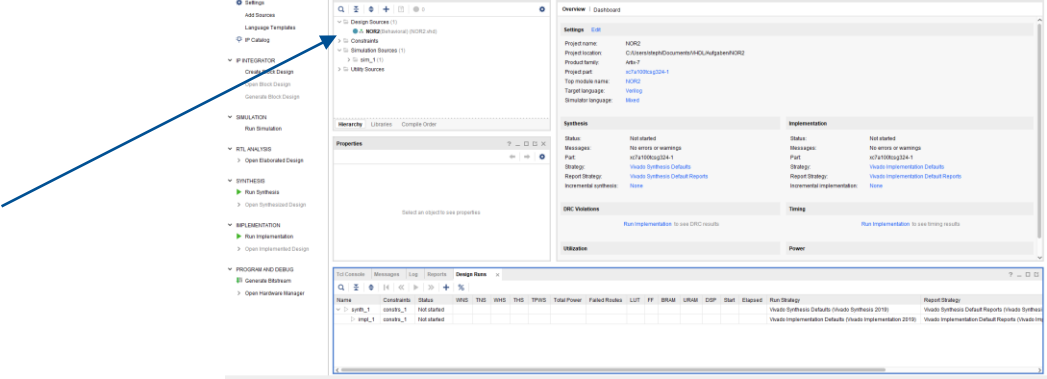 Settings
Add Sources
Language Templates
IP Catalog
IP INTEGRATOR
Create Block Design
Open Block Design
Generate Block Design
SIMULATION
Run Simulation
RTL ANALYSIS
Open Elaborated Design
SYNTHESIS
Run Synthesis
Open Synthesized Design
IMPLEMENTATION
Run Implementation
Open Implemented Design
PROGRAM AND DEBUG
Generate Bitstream
Open Hardware Manager
0
Design Sources (1)
NOR2(Behavioral) (NOR2.vhd)
Constraints
Simulation Sources (1)
sim_1 (1)
Utility Sources
Hierarchy Libraries Compile Order
Properties
Select an object to see properties
Overview Dashboard
Settings Edit
Project name: NOR2
Project location: C:/Users/steph/Documents/VHDL/Aufgaben/NOR2
Product family: Artix-7
Project part: xc7a100tcsg324-1
Top module name: NOR2
Target language: Verilog
Simulator language: Mixed
Synthesis
Status: Not started
Messages: No errors or warnings
Part: xc7a100tcsg324-1
Strategy: Vivado Synthesis Defaults
Report Strategy: Vivado Synthesis Default Reports
Incremental synthesis: None
Implementation
Status: Not started
Messages: No errors or warnings
Part: xc7a100tcsg324-1
Strategy: Vivado Implementation Defaults
Report Strategy: Vivado Implementation Default Reports
Incremental implementation: None
DRC Violations
Run Implementation to see DRC results
Timing
Run Implementation to see timing results
Utilization
Power
Tcl Console Messages Log Reports Design Runs
Name Constraints Status WNS TNS WHS THS TPWS Total Power Failed Routes LUT FF BRAM URAM DSP Start Elapsed Run Strategy Report Strategy
synth_1 constrs_1 Not started Vivado Synthesis Defaults (Vivado Synthesis 2019) Vivado Synthesis Default Reports (Vivado Synthesi
impl_1 constrs_1 Not started Vivado Implementation Defaults (Vivado Implementation 2019) Vivado Implementation Default Reports (Vivado Imp